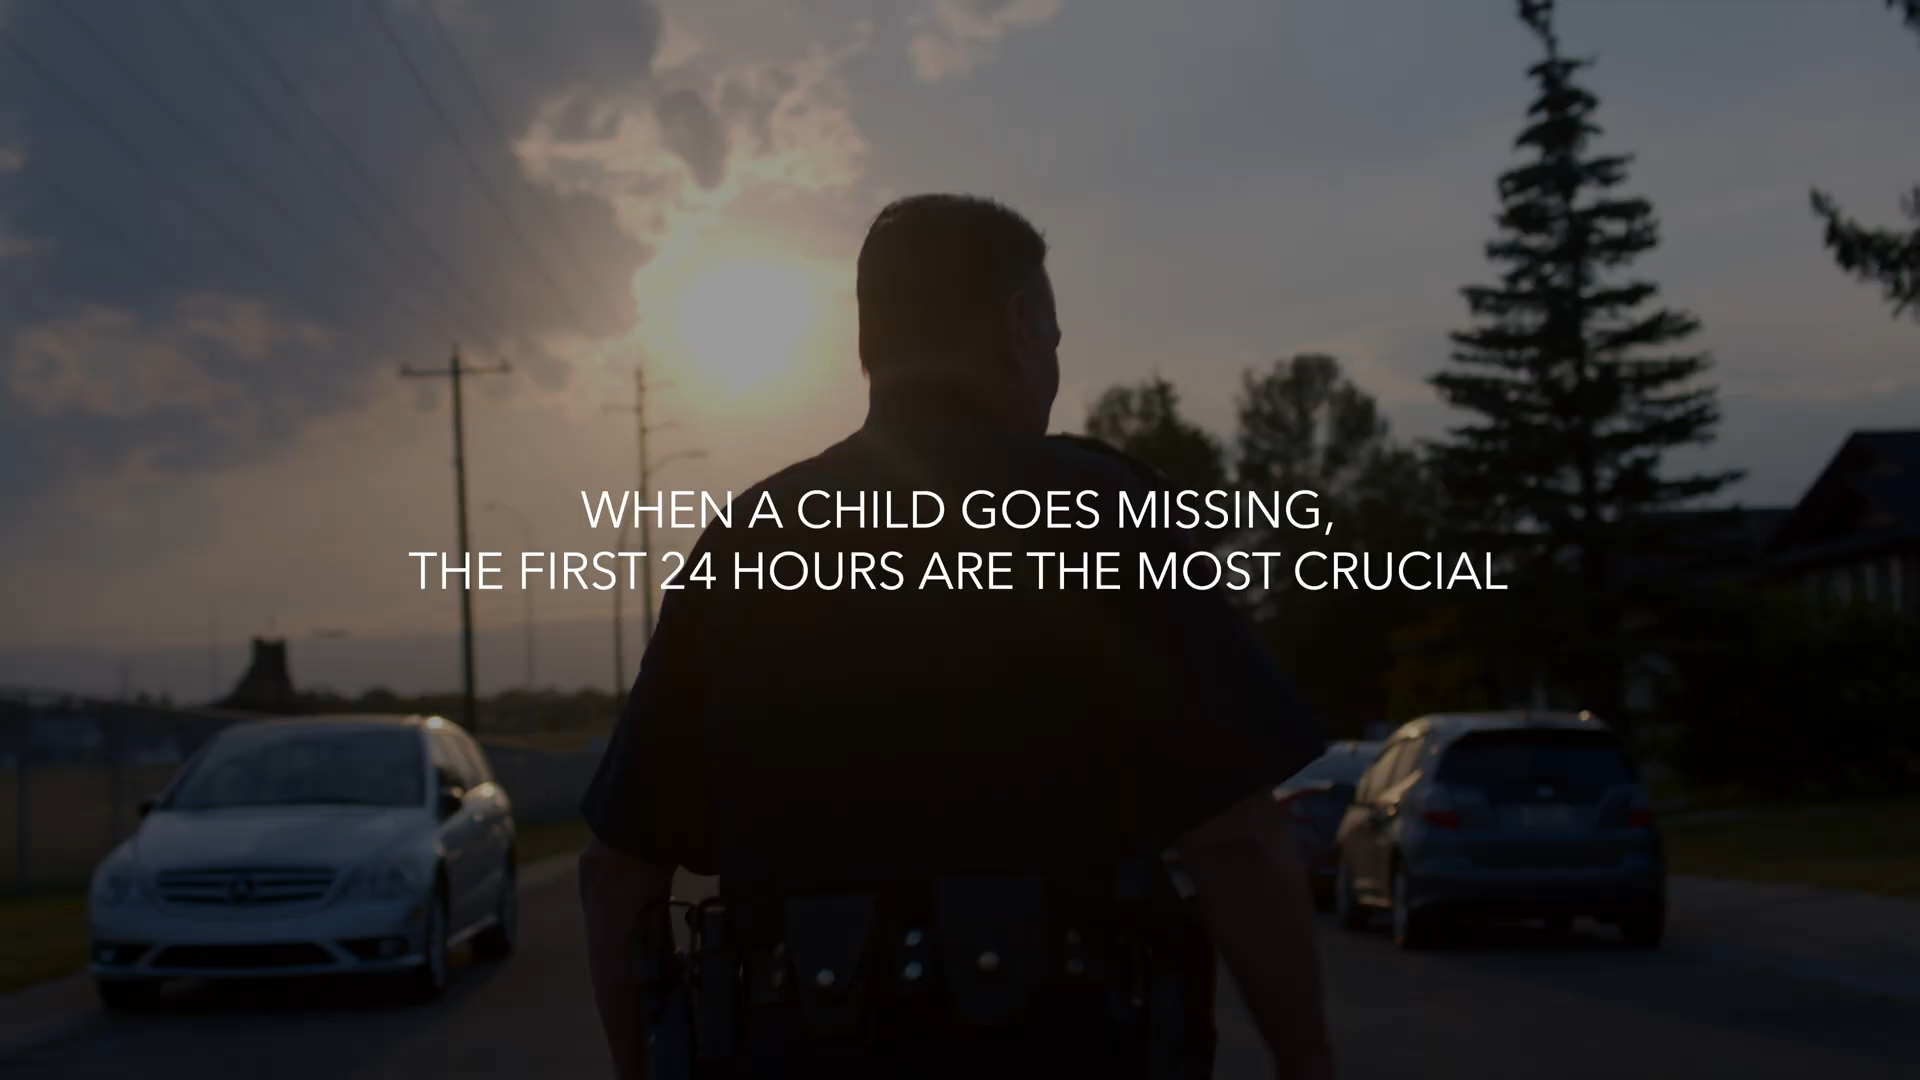 WHEN A CHILD GOES MISSING,
THE FIRST 24 HOURS ARE THE MOST CRUCIAL